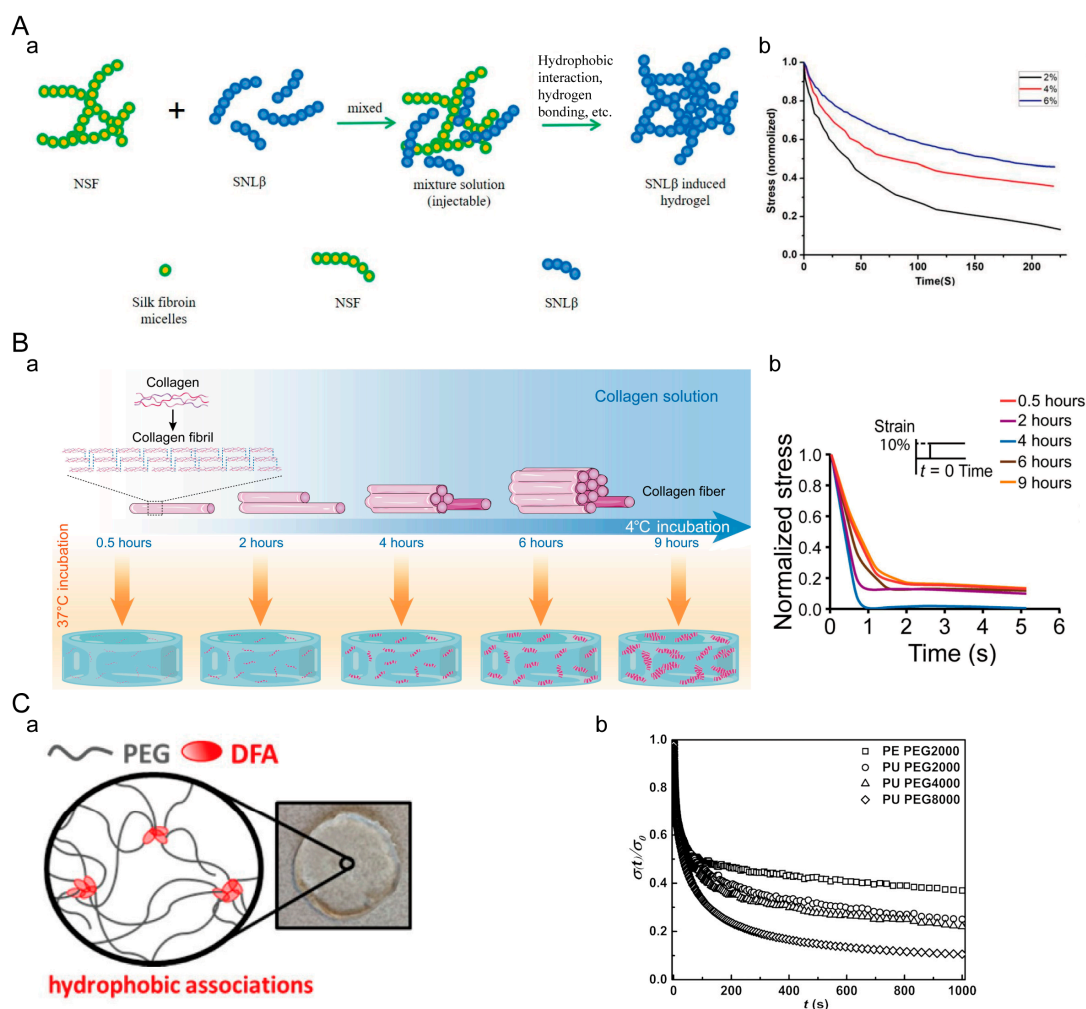 A
a
NSF
+
SNLβ
mixed
mixture solution
(injectable)
Hydrophobic
interaction,
hydrogen
bonding, etc.
SNLβ induced
hydrogel
Silk fibroin
micelles
NSF
SNLβ
b
2%
4%
6%
Stress (normalized)
1.0
0.8
0.6
0.4
0.2
0.0
0
50
100
150
200
Time(S)
B
a
Collagen
Collagen fibril
Collagen solution
Collagen fiber
4°C incubation
0.5 hours
2 hours
4 hours
6 hours
9 hours
37°C incubation
b
0.5 hours
2 hours
4 hours
6 hours
9 hours
Strain
10%
t = 0 Time
Normalized stress
1.0
0.8
0.6
0.4
0.2
0.0
0
1
2
3
4
5
6
Time (s)
C
a
PEG
DFA
hydrophobic associations
b
PE PEG2000
PU PEG2000
PU PEG4000
PU PEG8000
σ(t)/σ₀
1.0
0.8
0.6
0.4
0.2
0.0
0
200
400
600
800
1000
t (s)